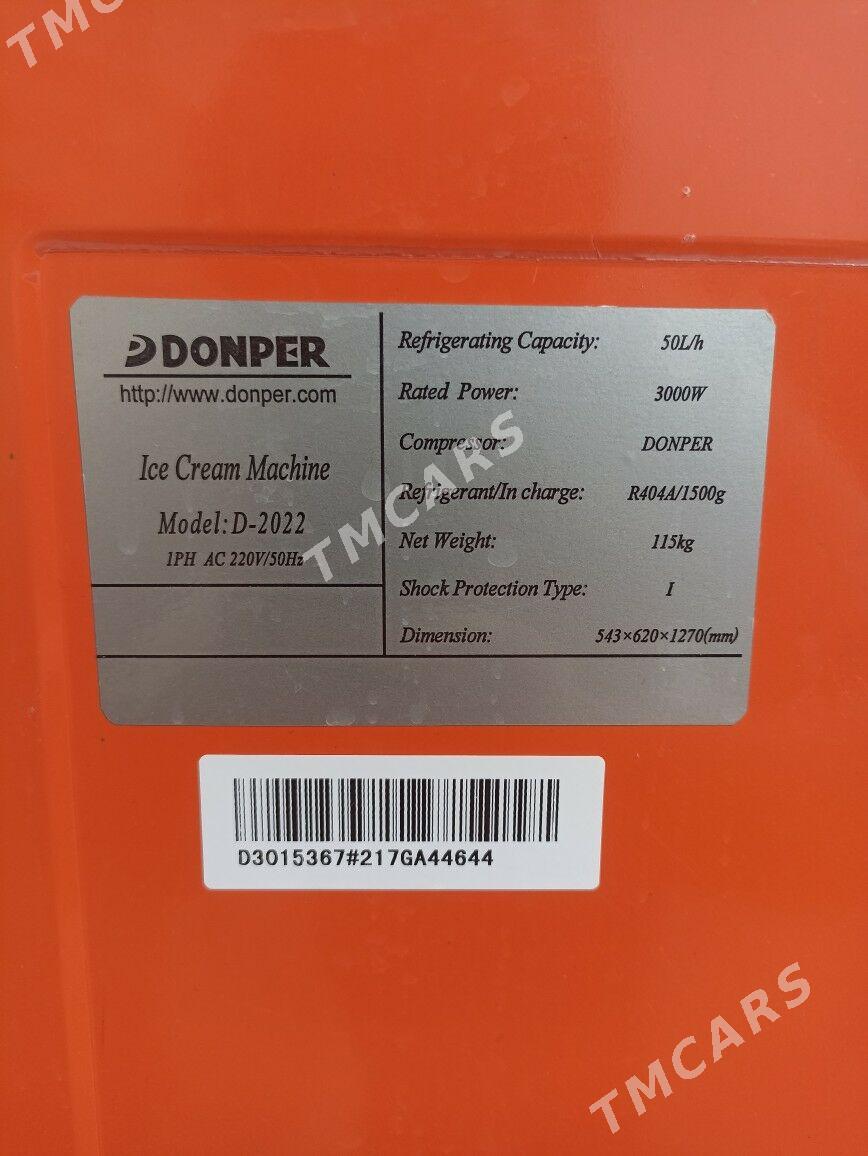 TMC
DONPER
http://www.donper.com
Ice Cream Machine
Model: D-2022
1PH AC 220V/50Hz
Refrigerating Capacity: 50L/h
Rated Power: 3000W
Compressor: DONPER
Refrigerant/In charge: R404A/1500g
Net Weight: 115kg
Shock Protection Type: I
Dimension: 543×620×1270(mm)
TMCARS
D3015367#217GA44644
TMCARS